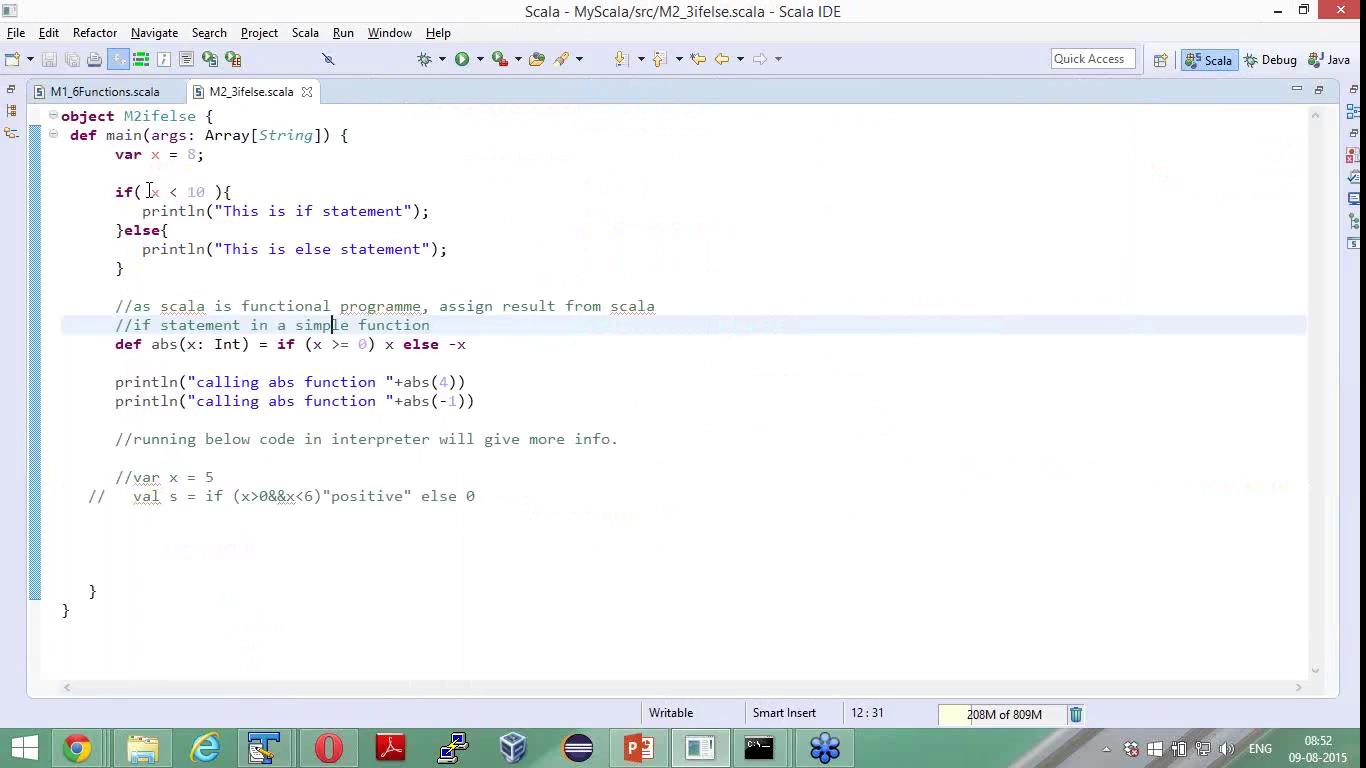 Scala - MyScala/src/M2_3ifelse.scala - Scala IDE
File Edit Refactor Navigate Search Project Scala Run Window Help
Quick Access Scala Debug Java
M1_6Functions.scala M2_3ifelse.scala
object M2ifelse {
def main(args: Array[String]) {
var x = 8;
if( x < 10 ){
println("This is if statement");
}else{
println("This is else statement");
}
//as scala is functional programme, assign result from scala
//if statement in a simple function
def abs(x: Int) = if (x >= 0) x else -x
println("calling abs function "+abs(4))
println("calling abs function "+abs(-1))
//running below code in interpreter will give more info.
//var x = 5
// val s = if (x>0&&x<6)"positive" else 0
}
}
Writable Smart Insert 12 : 31 208M of 809M
ENG 08:52
09-08-2015